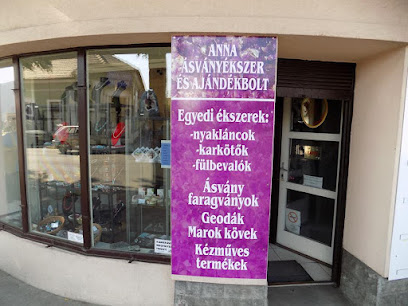 ANNA
ÁSVÁNYÉKSZER
ÉS AJÁNDÉKBOLT
Egyedi ékszerek:
-nyakláncok
-karkötők
-fülbevalók
Ásvány
faragványok
Geodák
Marok kövek
Kézműves
termékek